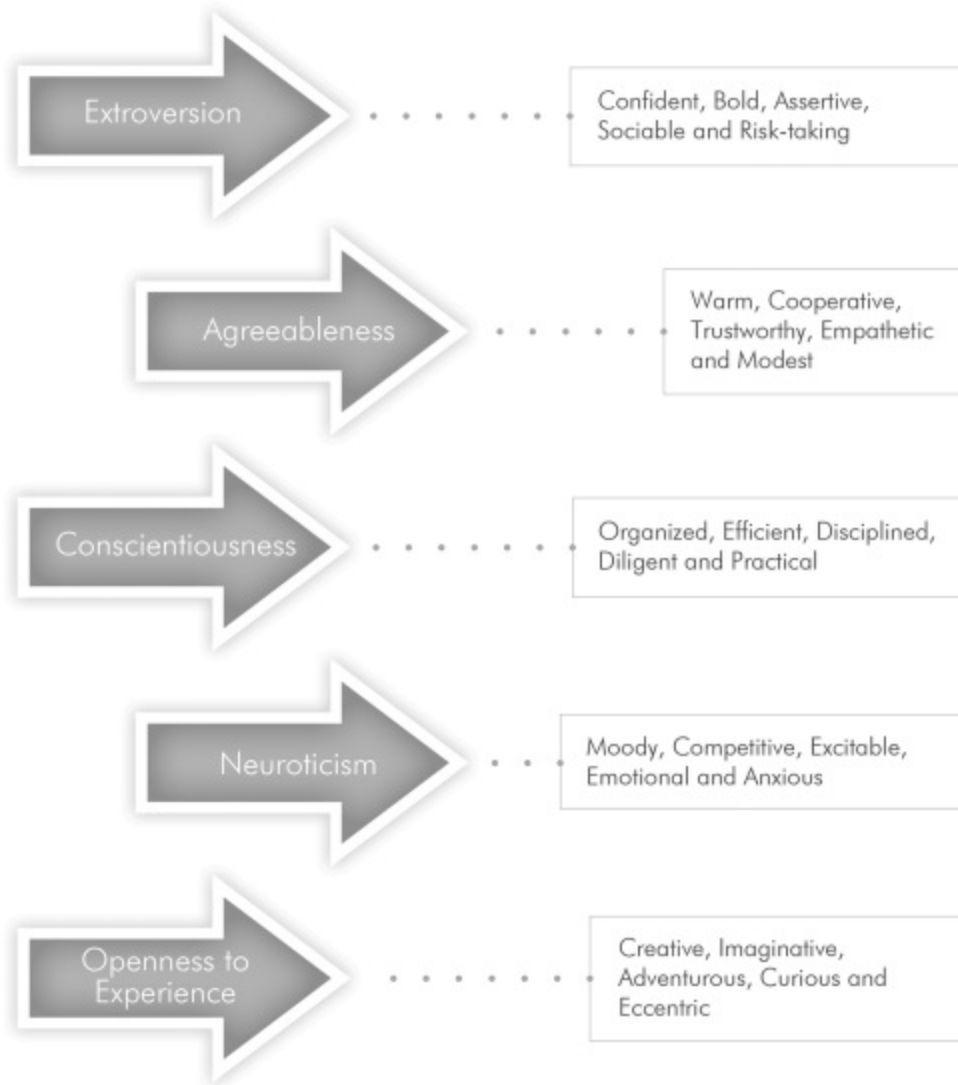 Extroversion
Confident, Bold, Assertive,
Sociable and Risk-taking
Agreeableness
Warm, Cooperative,
Trustworthy, Empathetic
and Modest
Conscientiousness
Organized, Efficient, Disciplined,
Diligent and Practical
Neuroticism
Moody, Competitive, Excitable,
Emotional and Anxious
Openness to
Experience
Creative, Imaginative,
Adventurous, Curious and
Eccentric